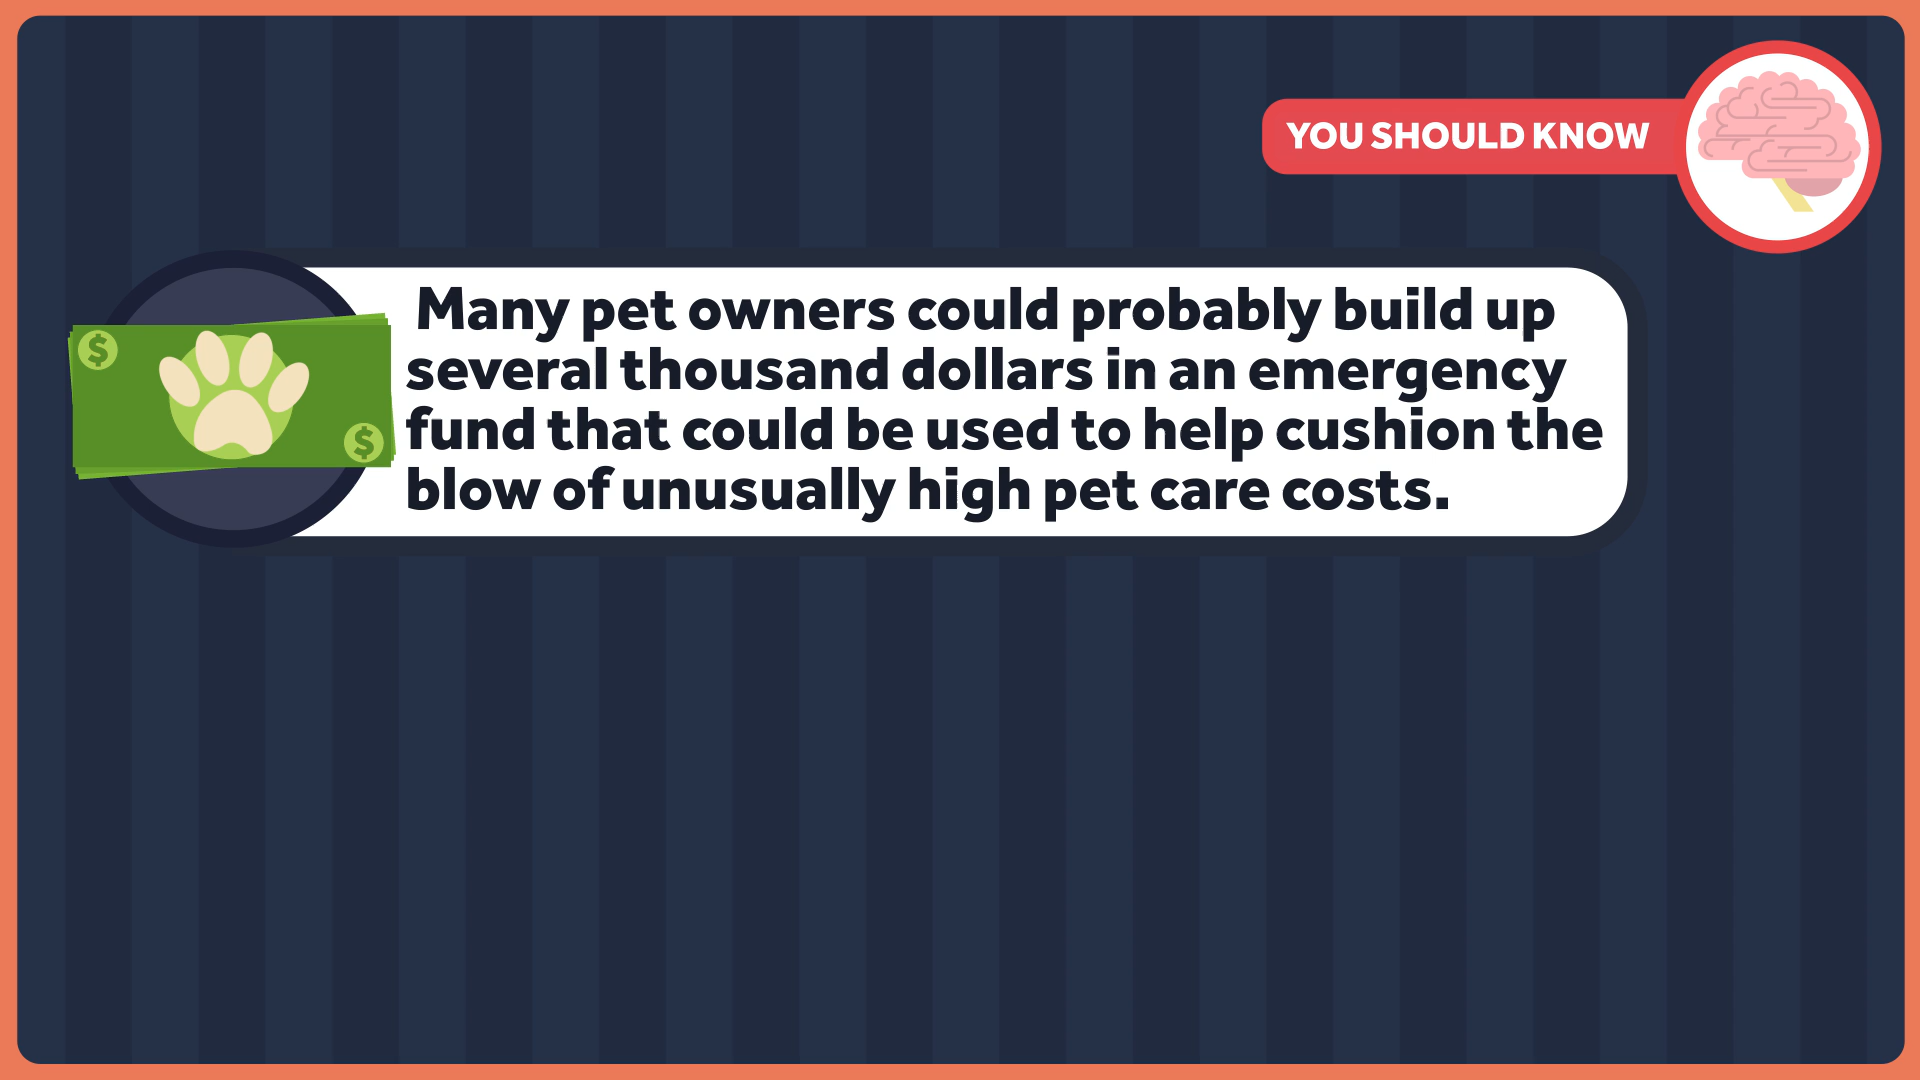 YOU SHOULD KNOW
Many pet owners could probably build up
several thousand dollars in an emergency
fund that could be used to help cushion the
blow of unusually high pet care costs.
$
$